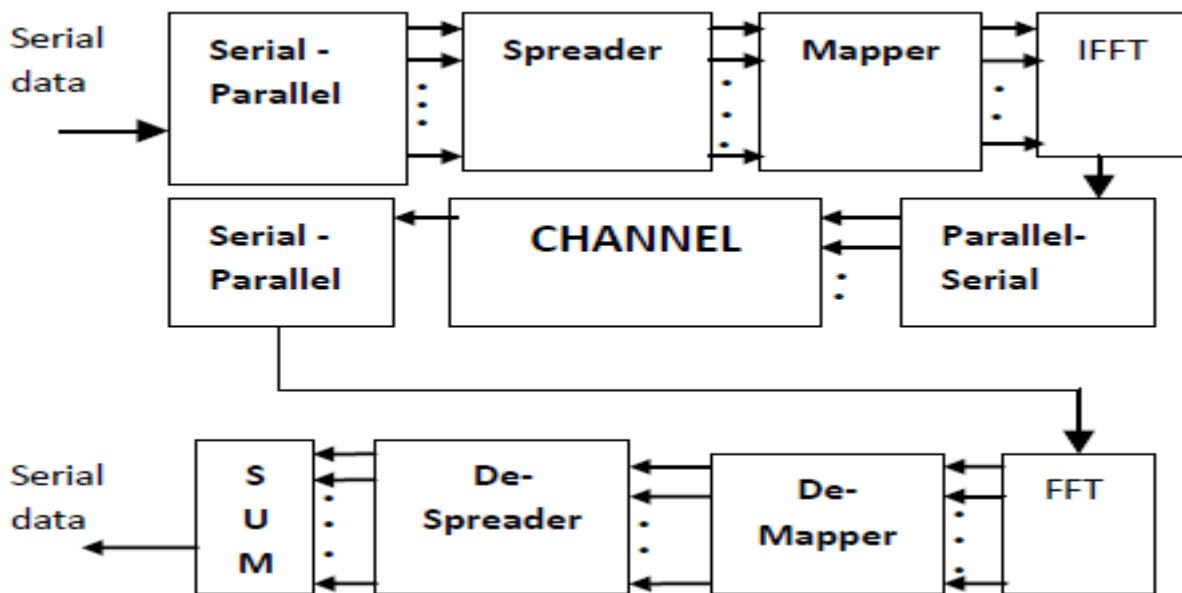 Serial
data
Serial -
Parallel
Spreader
Mapper
IFFT
Serial -
Parallel
CHANNEL
Parallel-
Serial
Serial
data
S
U
M
De-
Spreader
De-
Mapper
FFT